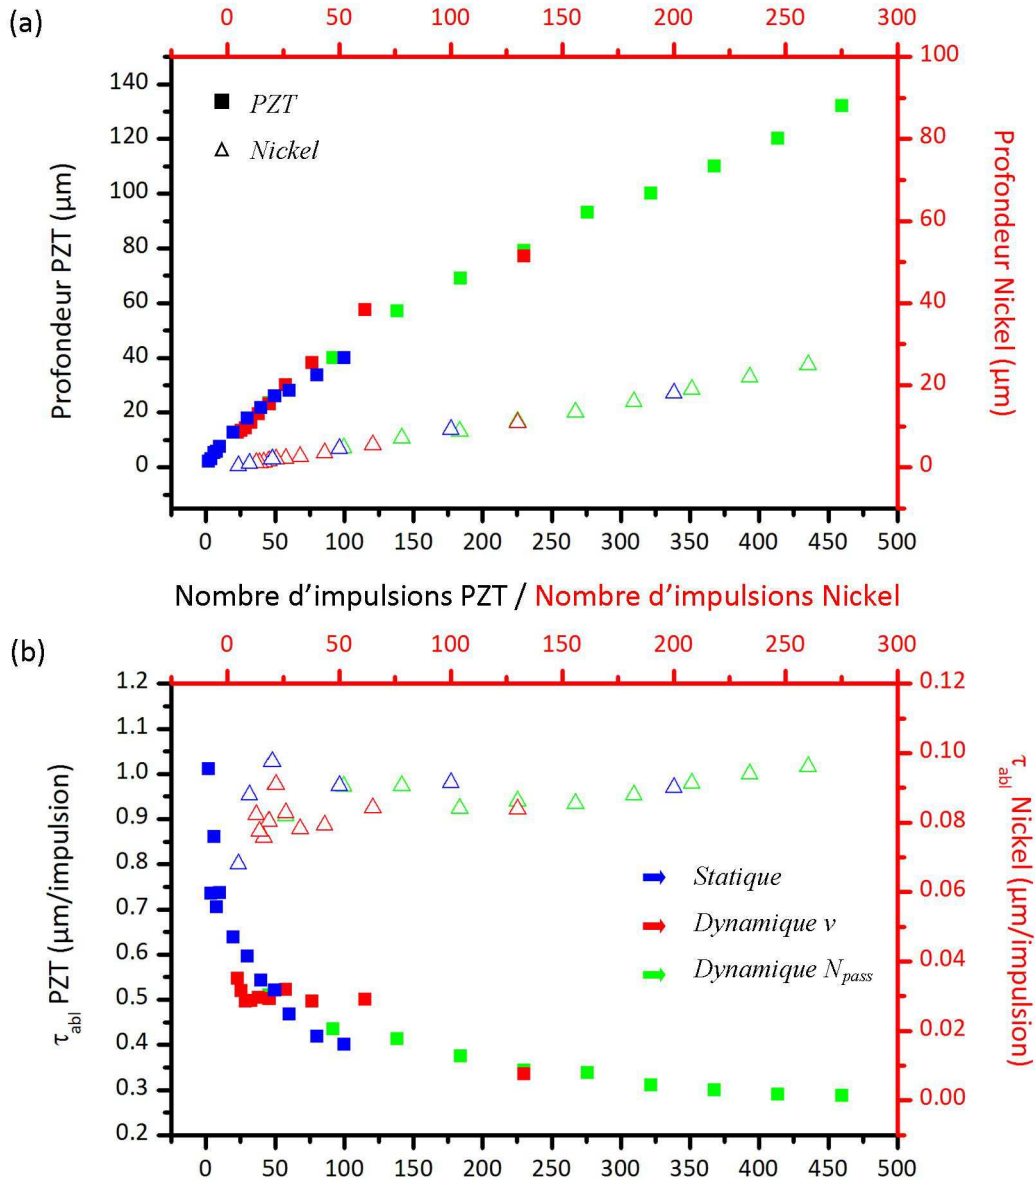 (a)
0 50 100 150 200 250 300
140
120
100
80
60
40
20
0
Profondeur PZT (µm)
PZT
Nickel
100
80
60
40
20
0
Profondeur Nickel (µm)
0 50 100 150 200 250 300 350 400 450 500
Nombre d'impulsions PZT / Nombre d'impulsions Nickel
(b)
0 50 100 150 200 250 300
1.2
1.1
1.0
0.9
0.8
0.7
0.6
0.5
0.4
0.3
0.2
τabl PZT (µm/impulsion)
Statique
Dynamique v
Dynamique Npass
0.12
0.10
0.08
0.06
0.04
0.02
0.00
τabl Nickel (µm/impulsion)
0 50 100 150 200 250 300 350 400 450 500